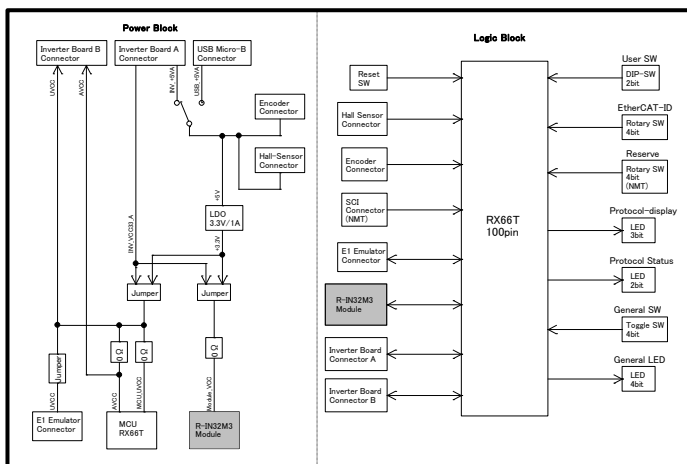 Power Block
Inverter Board B
Connector
Inverter Board A
Connector
USB Micro-B
Connector
UVCC
AVCC
INV_+5VA
USB_+5VA
Encoder
Connector
Hall-Sensor
Connector
+5V
LDO
3.3V/1A
INV_VCC33_A
+3.3V
Jumper
Jumper
0Ω
0Ω
0Ω
Jumper
UVCC
AVCC
MCU_UVCC
Module_VCC
E1 Emulator
Connector
MCU
RX66T
R-IN32M3
Module
Logic Block
Reset
SW
Hall Sensor
Connector
Encoder
Connector
SCI
Connector
(NMT)
E1 Emulator
Connector
R-IN32M3
Module
Inverter Board
Connector A
Inverter Board
Connector B
RX66T
100pin
User SW
DIP-SW
2bit
EtherCAT-ID
Rotary SW
4bit
Reserve
Rotary SW
4bit
(NMT)
Protocol-display
LED
3bit
Protocol Status
LED
2bit
General SW
Toggle SW
4bit
General LED
LED
4bit